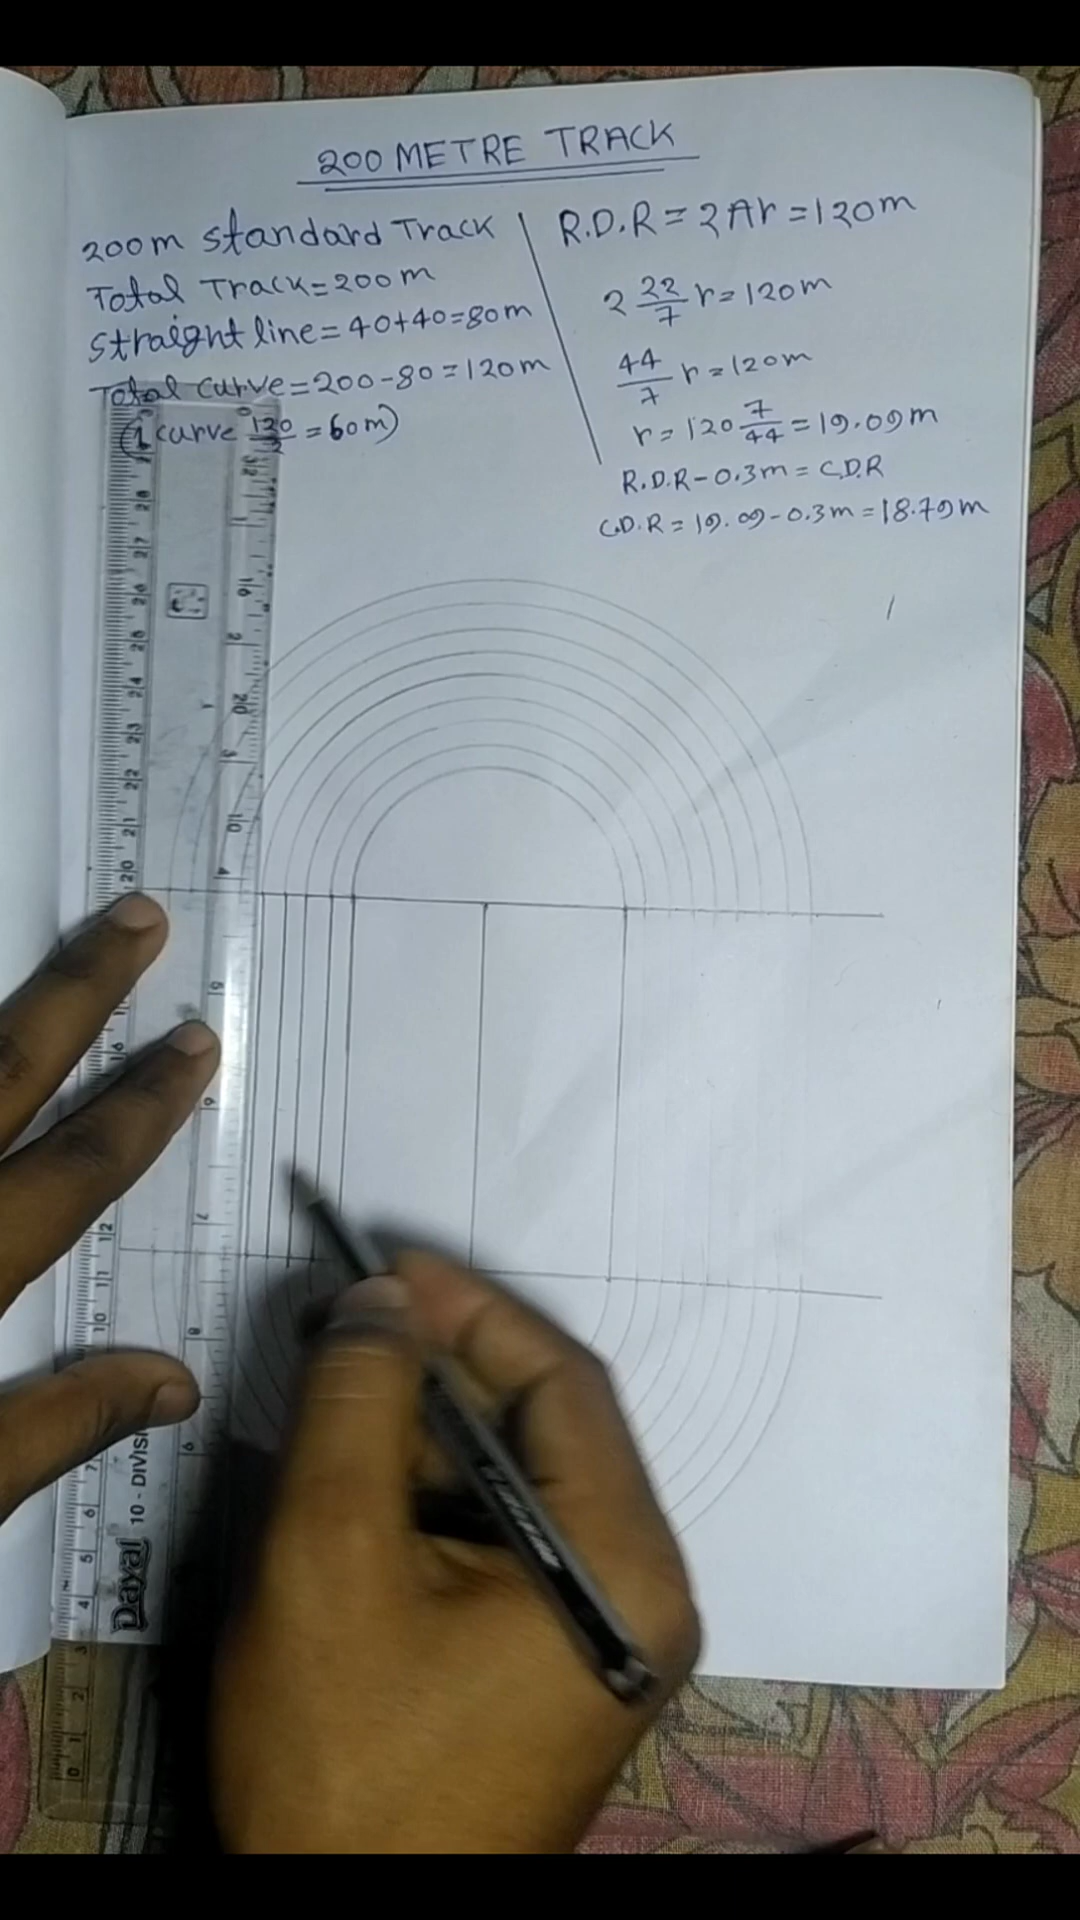 200 METRE TRACK
200m standard Track
Total Track=200m
straight line=40+40=80m
Total curve=200-80=120m
(1 curve 120/2 =60m)
R.D.R=2πr=120m
2 22/7 r=120m
44/7 r=120m
r=120 7/44=19.09m
R.D.R-0.3m=C.D.R
C.D.R=19.09-0.3m=18.79m
Dayal 10 - DIVISI